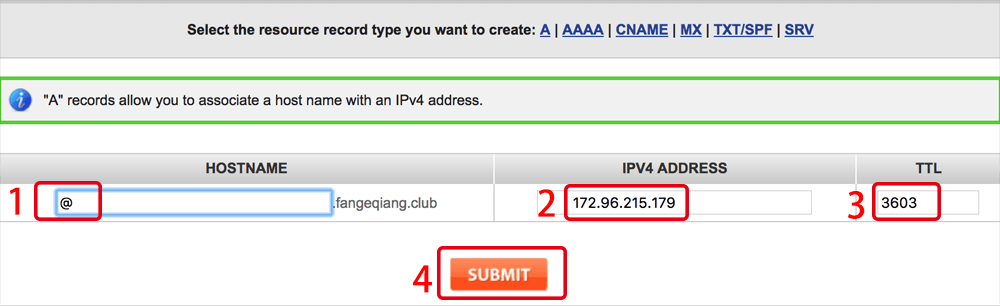 Select the resource record type you want to create: A | AAAA | CNAME | MX | TXT/SPF | SRV
"A" records allow you to associate a host name with an IPv4 address.
HOSTNAME IPV4 ADDRESS TTL
1 @ .fangeqiang.club 2 172.96.215.179 3 3603
4 SUBMIT